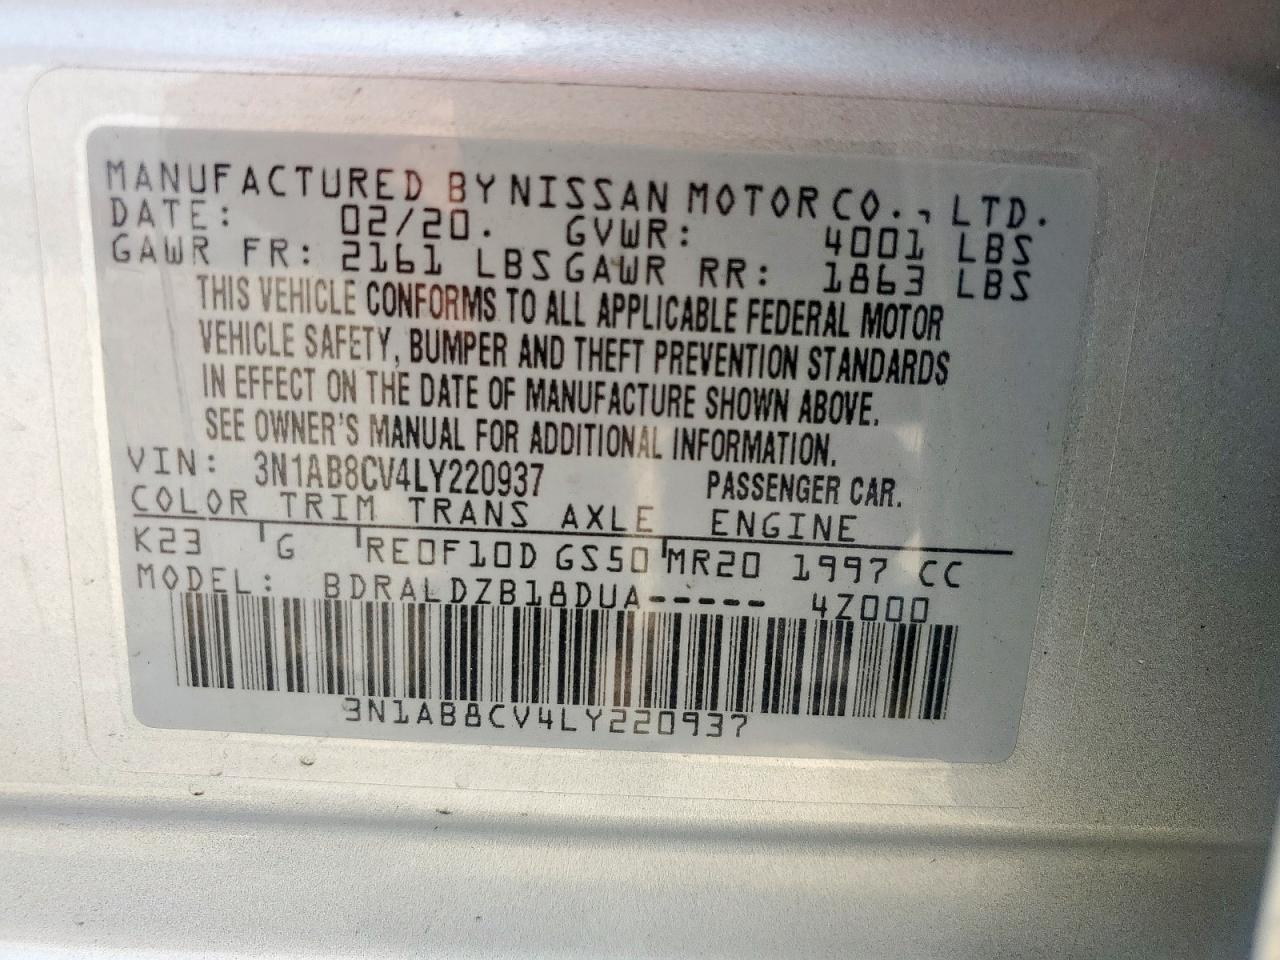 MANUFACTURED BY NISSAN MOTOR CO., LTD.
DATE: 02/20. GVWR: 4001 LBS
GAWR FR: 2161 LBS GAWR RR: 1863 LBS
THIS VEHICLE CONFORMS TO ALL APPLICABLE FEDERAL MOTOR
VEHICLE SAFETY, BUMPER AND THEFT PREVENTION STANDARDS
IN EFFECT ON THE DATE OF MANUFACTURE SHOWN ABOVE.
SEE OWNER'S MANUAL FOR ADDITIONAL INFORMATION.
VIN: 3N1AB8CV4LY220937 PASSENGER CAR.
COLOR TRIM TRANS AXLE ENGINE
K23 G RE0F10D GS50 MR20 1997 CC
MODEL: BDRALDZB18DUA----- 4Z000
3N1AB8CV4LY220937